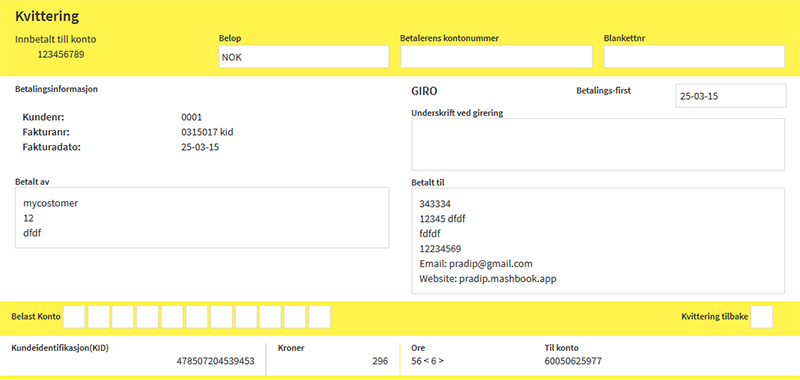 Kvittering
Innbetalt till konto
123456789
Belop
NOK
Betalerens kontonummer
Blankettnr
Betalingsinformasjon
Kundenr: 0001
Fakturanr: 0315017 kid
Fakturadato: 25-03-15
GIRO
Betalings-first 25-03-15
Underskrift ved girering
Betalt av
mycostomer
12
dfdf
Betalt til
343334
12345 dfdf
fdfdf
12234569
Email: pradip@gmail.com
Website: pradip.mashbook.app
Belast Konto
Kvittering tilbake
Kundeidentifikasjon(KID) Kroner Ore Til konto
478507204539453 296 56 < 6 > 60050625977